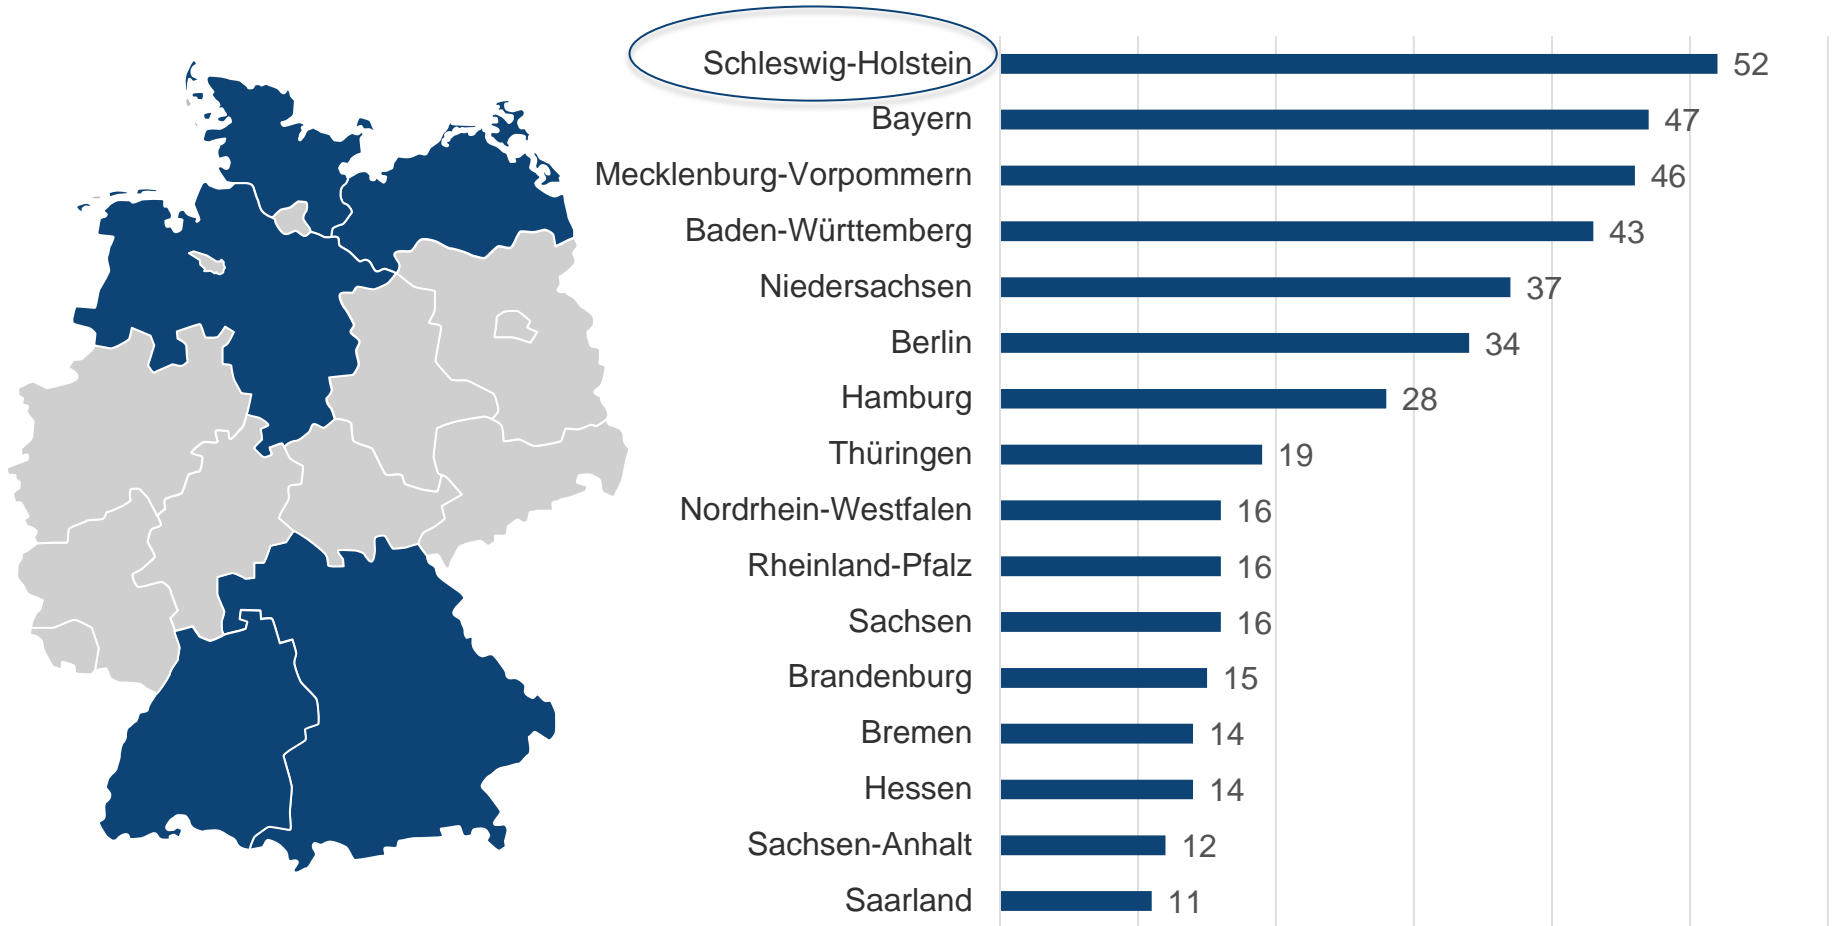 Schleswig-Holstein 52
Bayern 47
Mecklenburg-Vorpommern 46
Baden-Württemberg 43
Niedersachsen 37
Berlin 34
Hamburg 28
Thüringen 19
Nordrhein-Westfalen 16
Rheinland-Pfalz 16
Sachsen 16
Brandenburg 15
Bremen 14
Hessen 14
Sachsen-Anhalt 12
Saarland 11